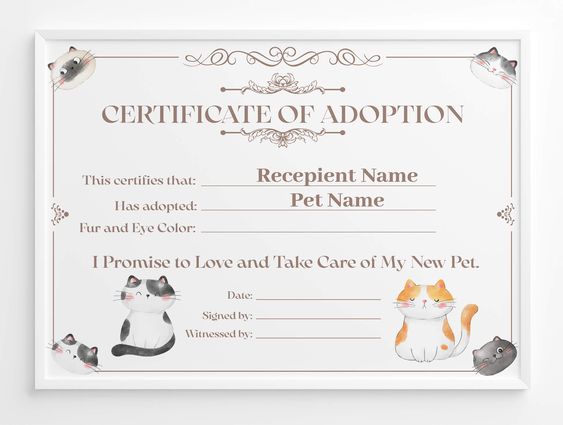 CERTIFICATE OF ADOPTION
This certifies that: Recepient Name
Has adopted: Pet Name
Fur and Eye Color:
I Promise to Love and Take Care of My New Pet.
Date:
Signed by:
Witnessed by: